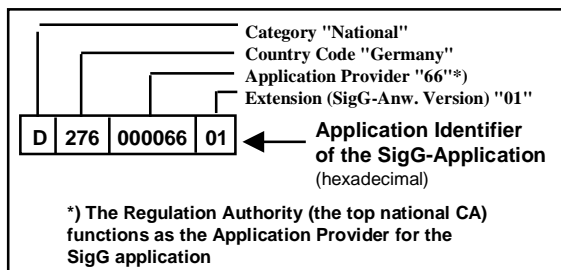 Category "National"
Country Code "Germany"
Application Provider "66"*)
Extension (SigG-Anw. Version) "01"
D 276 000066 01
Application Identifier
of the SigG-Application
(hexadecimal)
*) The Regulation Authority (the top national CA)
functions as the Application Provider for the
SigG application